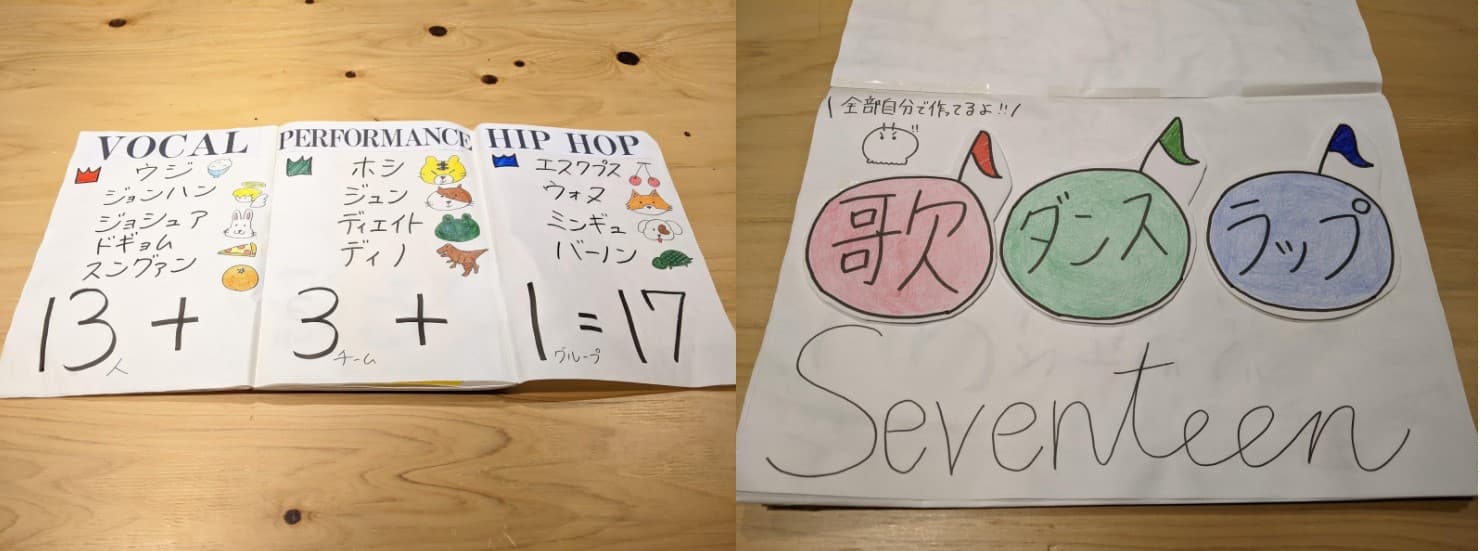 VOCAL
ウジ
ジョンハン
ジョシュア
ドギョム
スングァン
PERFORMANCE
ホシ
ジュン
ディエイト
ディノ
HIP HOP
エスクプス
ウォヌ
ミンギュ
バーノン
13人 + 3チーム + 1グループ = 17
\ 全部自分で作ってるよ!! /
歌
ダンス
ラップ
Seventeen